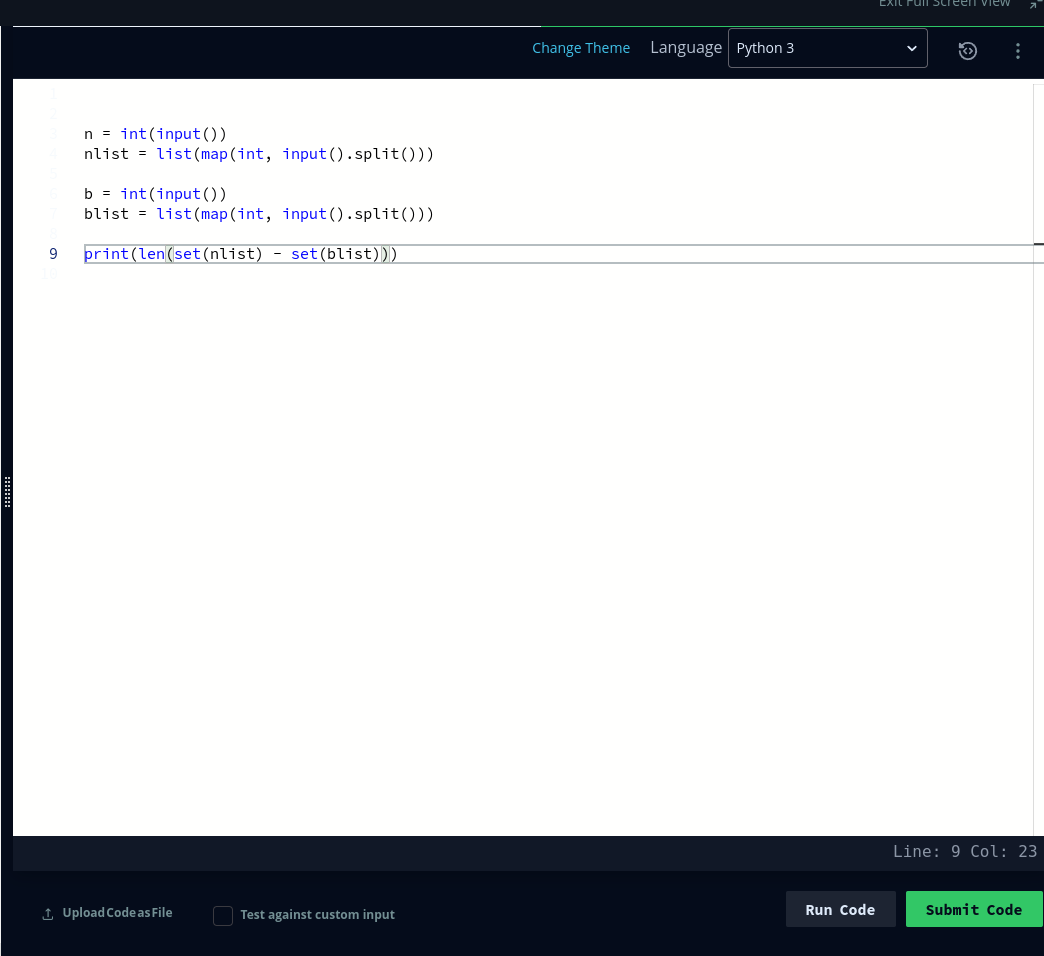 Exit Full Screen View
Change Theme Language Python 3
1
2
3 n = int(input())
4 nlist = list(map(int, input().split()))
5
6 b = int(input())
7 blist = list(map(int, input().split()))
8
9 print(len(set(nlist) - set(blist)))
10
Line: 9 Col: 23
Upload Code as File
Test against custom input
Run Code
Submit Code